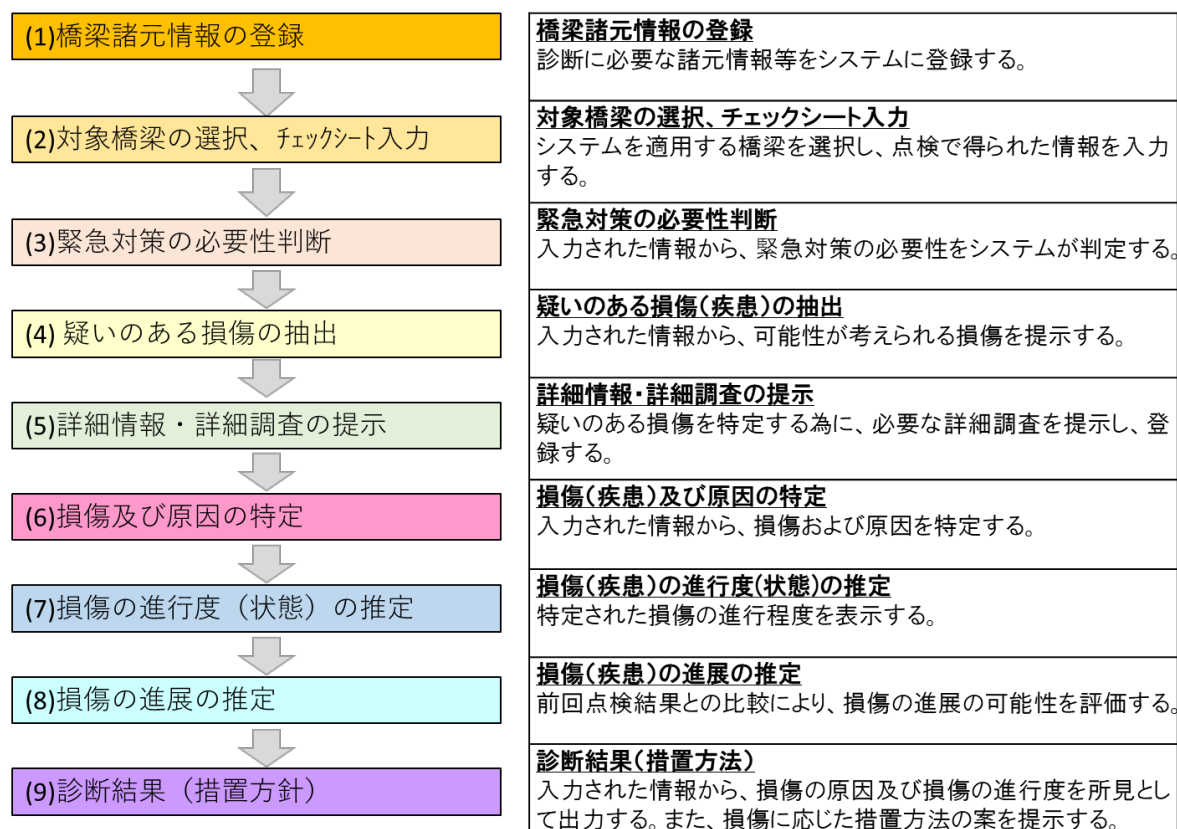 (1)橋梁諸元情報の登録
(2)対象橋梁の選択、チェックシート入力
(3)緊急対策の必要性判断
(4) 疑いのある損傷の抽出
(5)詳細情報・詳細調査の提示
(6)損傷及び原因の特定
(7)損傷の進行度（状態）の推定
(8)損傷の進展の推定
(9)診断結果（措置方針）
橋梁諸元情報の登録
診断に必要な諸元情報等をシステムに登録する。
対象橋梁の選択、チェックシート入力
システムを適用する橋梁を選択し、点検で得られた情報を入力
する。
緊急対策の必要性判断
入力された情報から、緊急対策の必要性をシステムが判定する。
疑いのある損傷(疾患)の抽出
入力された情報から、可能性が考えられる損傷を提示する。
詳細情報・詳細調査の提示
疑いのある損傷を特定する為に、必要な詳細調査を提示し、登
録する。
損傷(疾患)及び原因の特定
入力された情報から、損傷および原因を特定する。
損傷(疾患)の進行度(状態)の推定
特定された損傷の進行程度を表示する。
損傷(疾患)の進展の推定
前回点検結果との比較により、損傷の進展の可能性を評価する。
診断結果(措置方法)
入力された情報から、損傷の原因及び損傷の進行度を所見とし
て出力する。また、損傷に応じた措置方法の案を提示する。